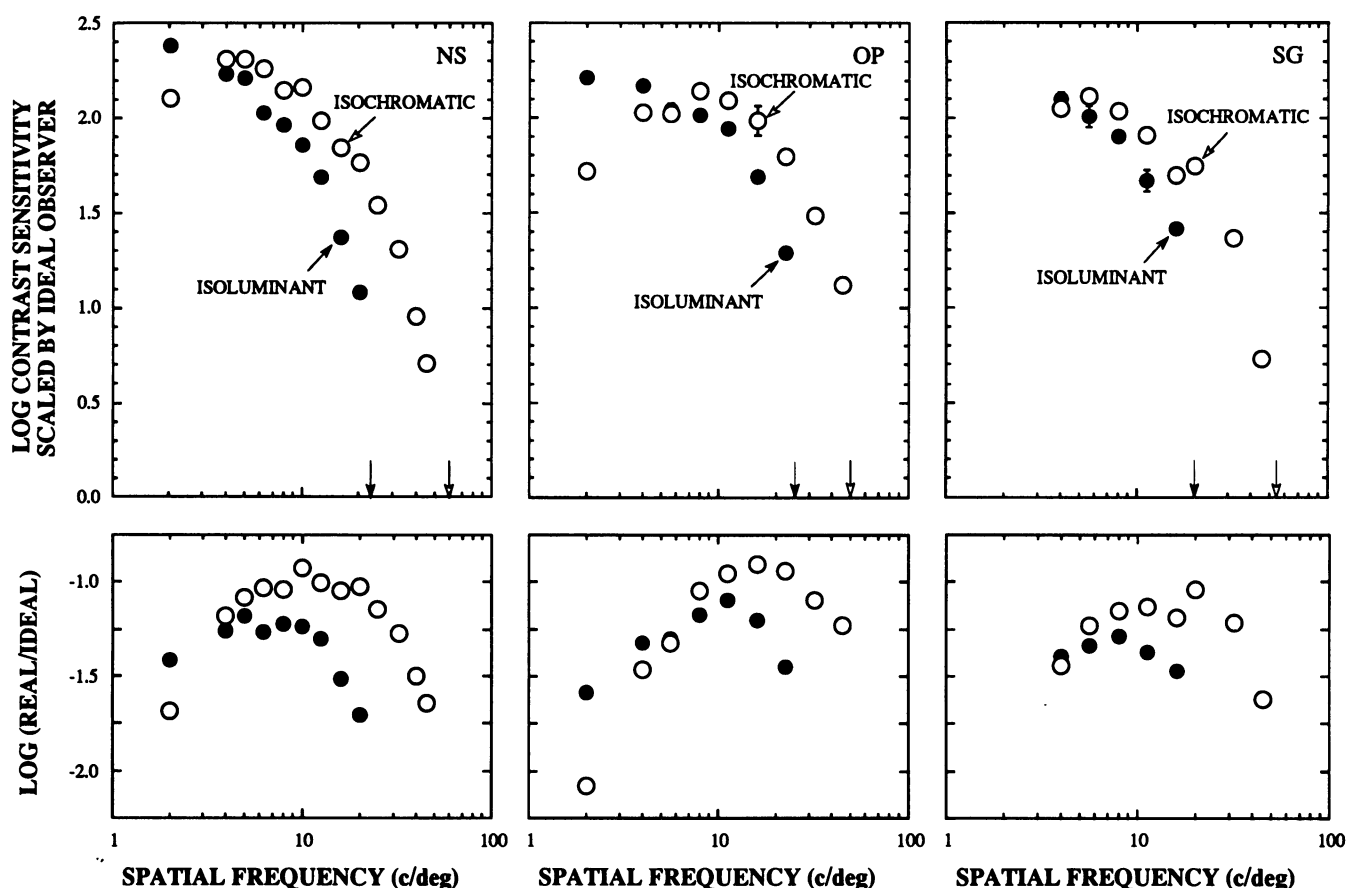 LOG CONTRAST SENSITIVITY
SCALED BY IDEAL OBSERVER
2.5
2.0
1.5
1.0
0.5
0.0
NS
ISOCHROMATIC
ISOLUMINANT
OP
ISOCHROMATIC
ISOLUMINANT
SG
ISOCHROMATIC
ISOLUMINANT
LOG (REAL/IDEAL)
-1.0
-1.5
-2.0
1 10 100
1 10 100
1 10 100
SPATIAL FREQUENCY (c/deg)
SPATIAL FREQUENCY (c/deg)
SPATIAL FREQUENCY (c/deg)